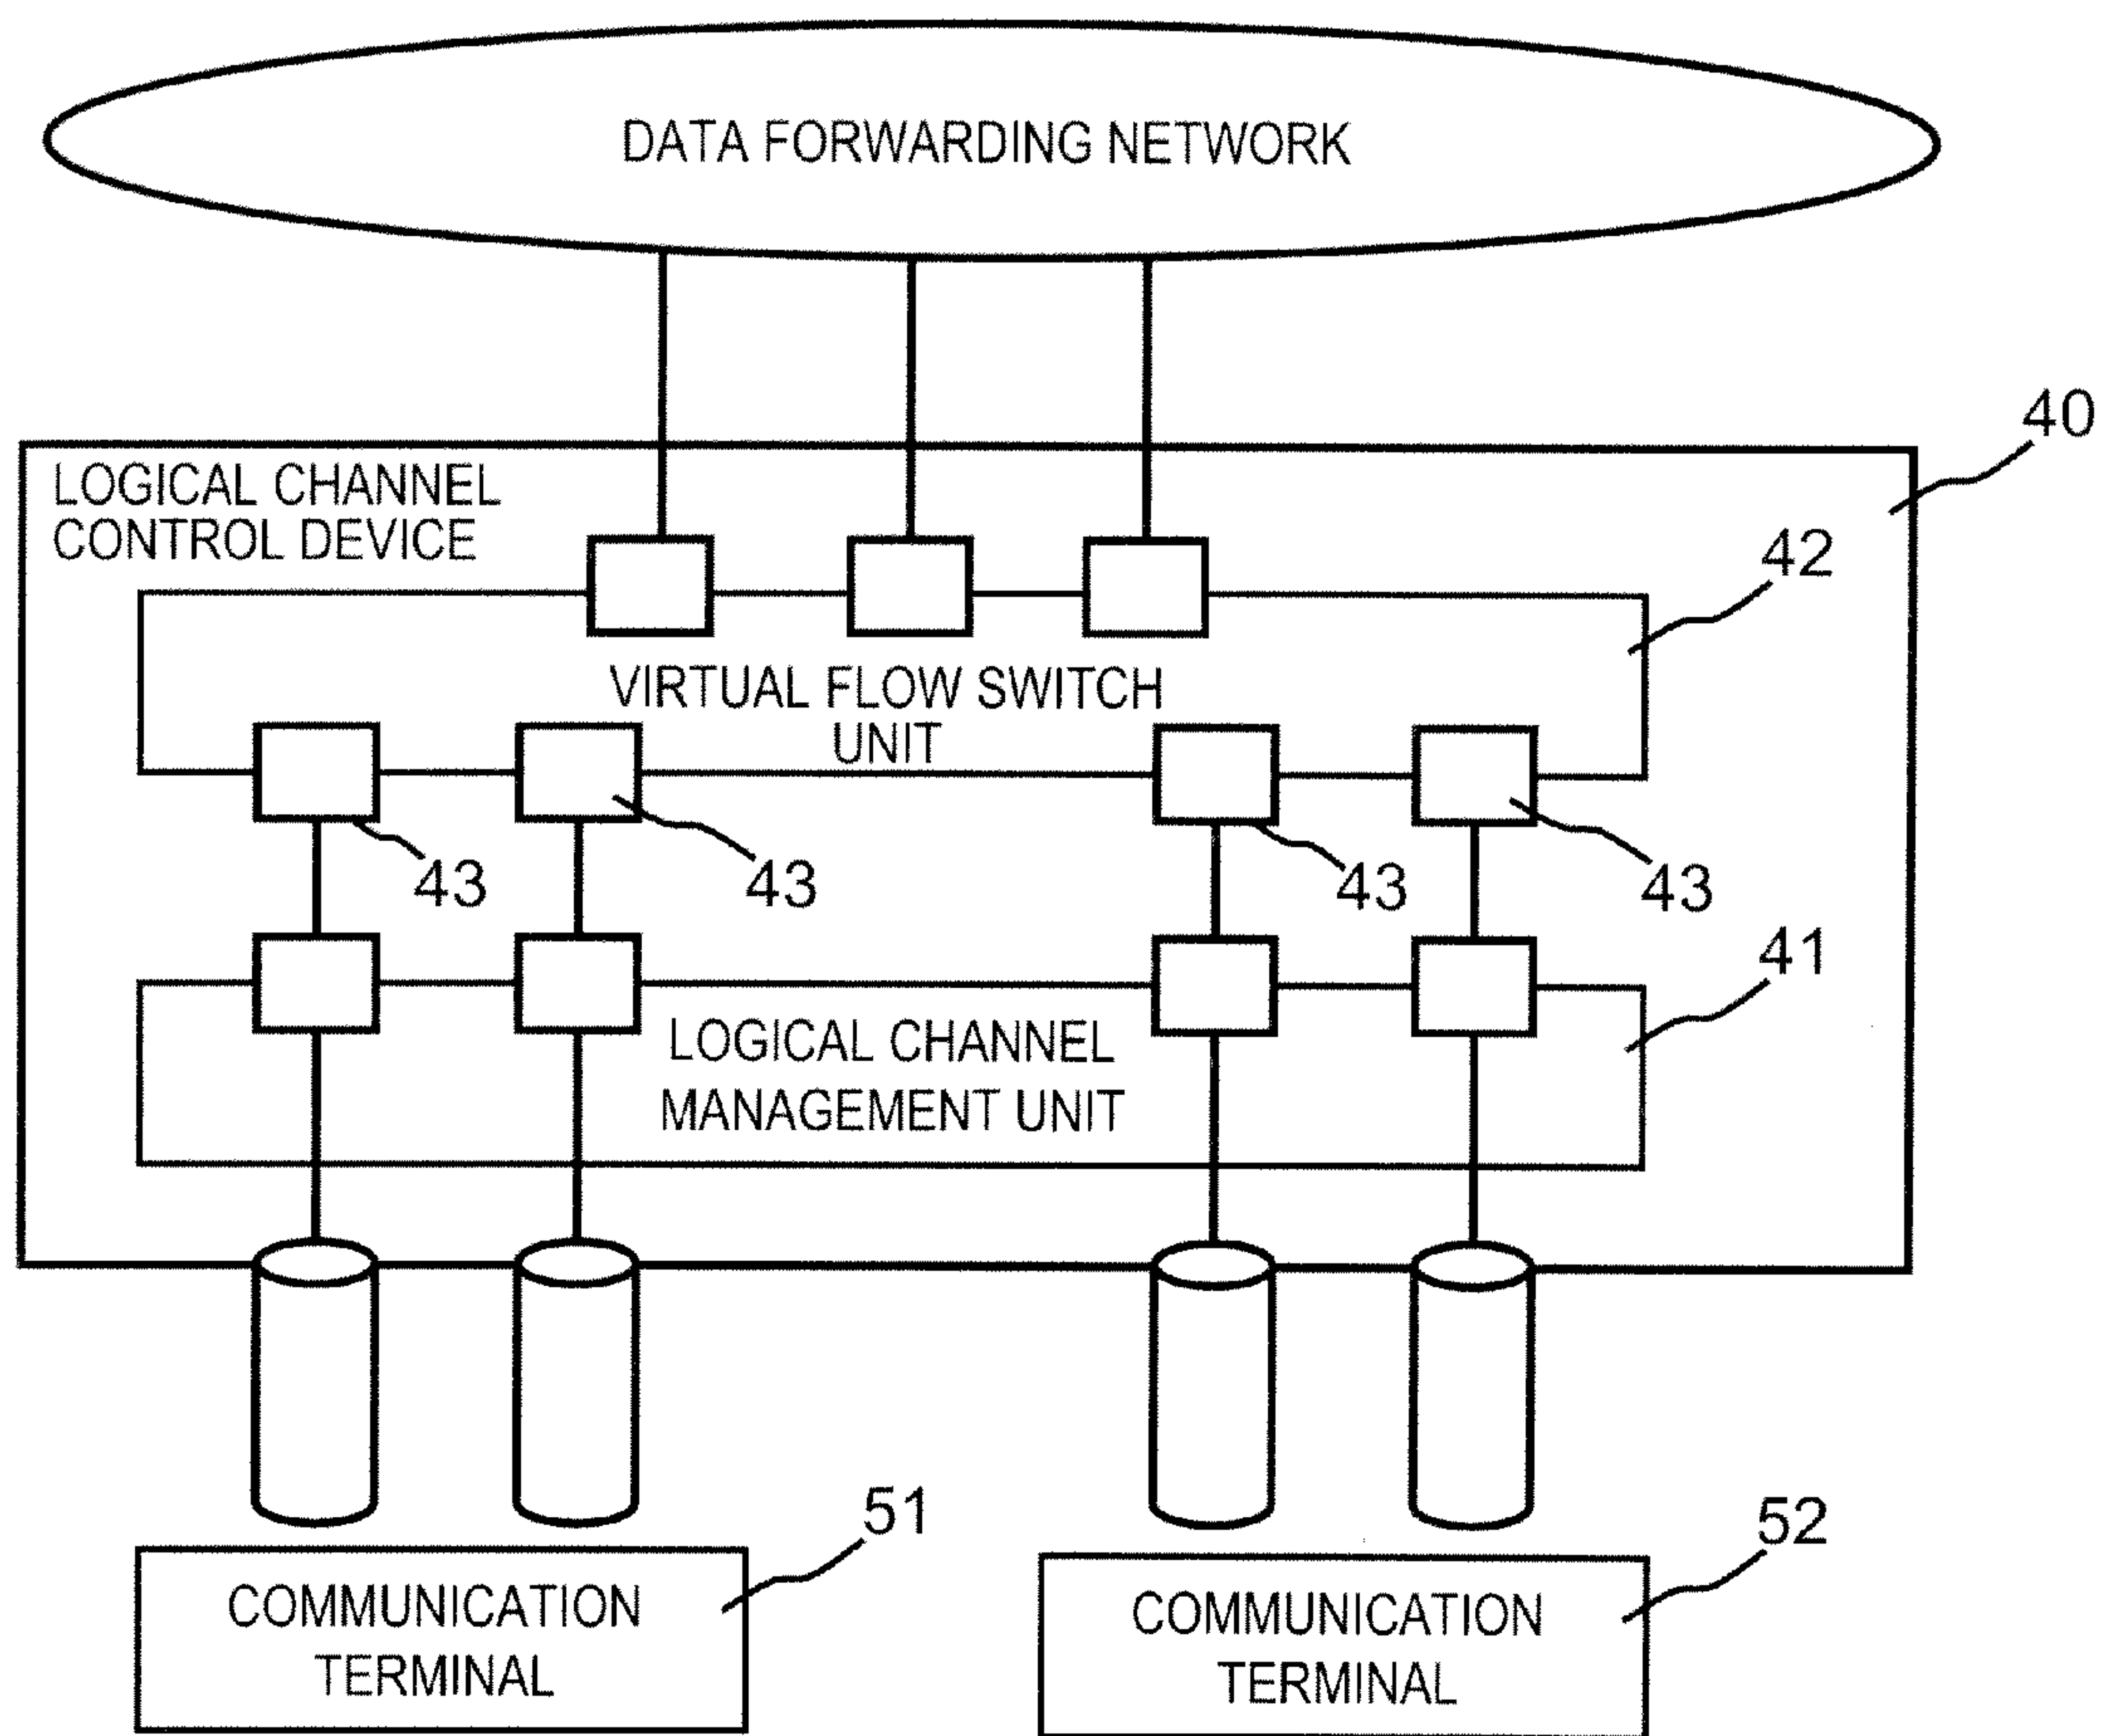 DATA FORWARDING NETWORK
40
LOGICAL CHANNEL
CONTROL DEVICE
42
VIRTUAL FLOW SWITCH
UNIT
43
43
43
43
41
LOGICAL CHANNEL
MANAGEMENT UNIT
51
52
COMMUNICATION
TERMINAL
COMMUNICATION
TERMINAL